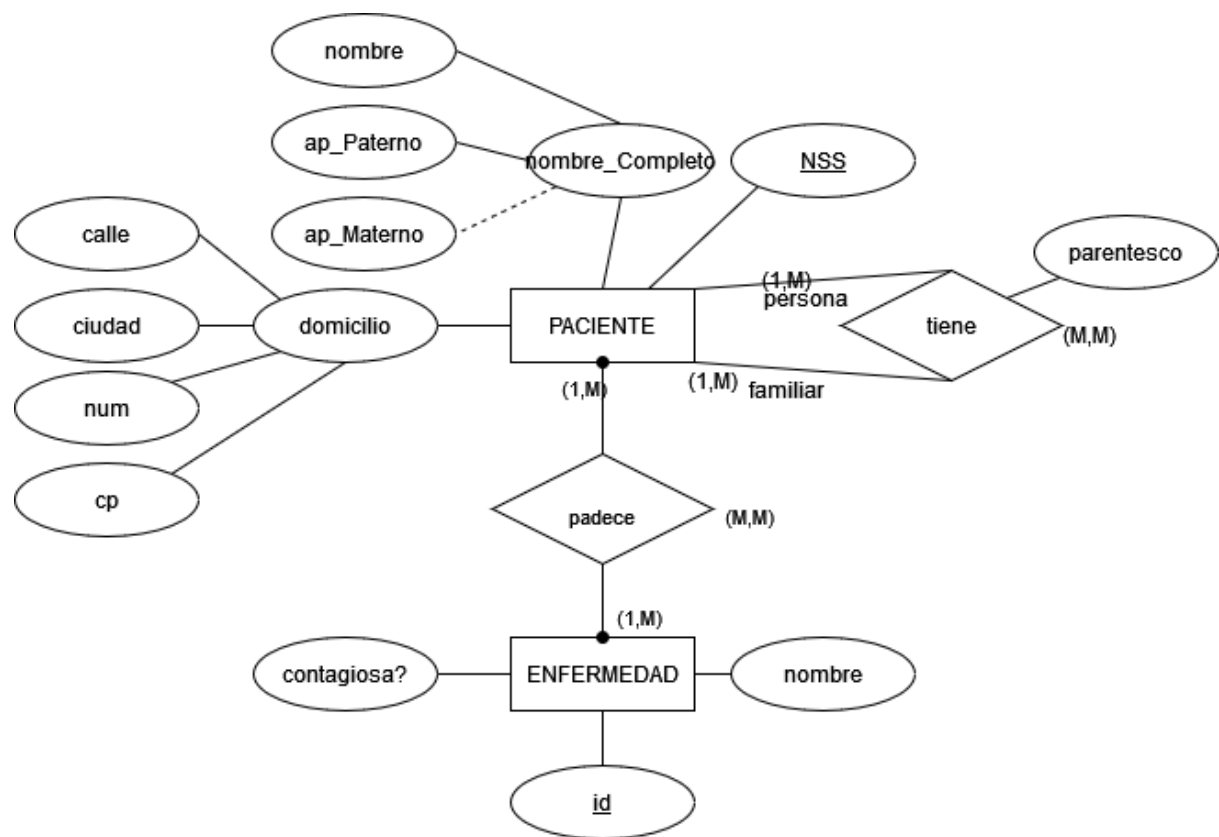 nombre
ap_Paterno
nombre_Completo
NSS
ap_Materno
calle
parentesco
(1,M)
persona
ciudad
domicilio
PACIENTE
tiene
(M,M)
(1,M)
(1,M)
familiar
num
cp
padece
(M,M)
(1,M)
contagiosa?
ENFERMEDAD
nombre
id